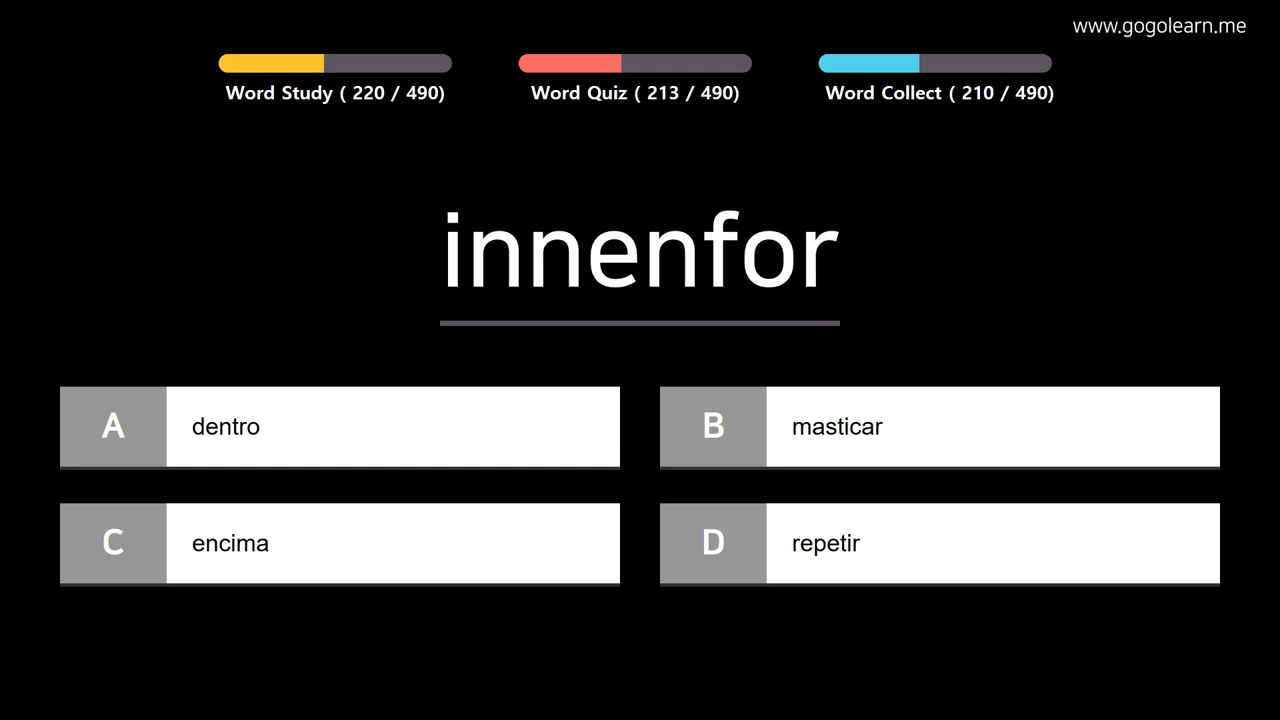 www.gogolearn.me
Word Study ( 220 / 490)
Word Quiz ( 213 / 490)
Word Collect ( 210 / 490)
innenfor
A dentro
B masticar
C encima
D repetir